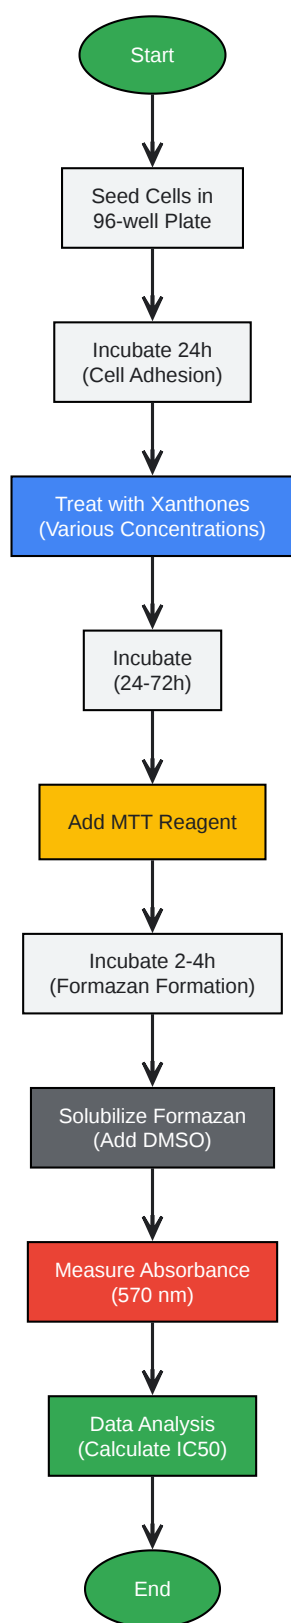 Start
Seed Cells in
96-well Plate
Incubate 24h
(Cell Adhesion)
Treat with Xanthones
(Various Concentrations)
Incubate
(24-72h)
Add MTT Reagent
Incubate 2-4h
(Formazan Formation)
Solubilize Formazan
(Add DMSO)
Measure Absorbance
(570 nm)
Data Analysis
(Calculate IC50)
End